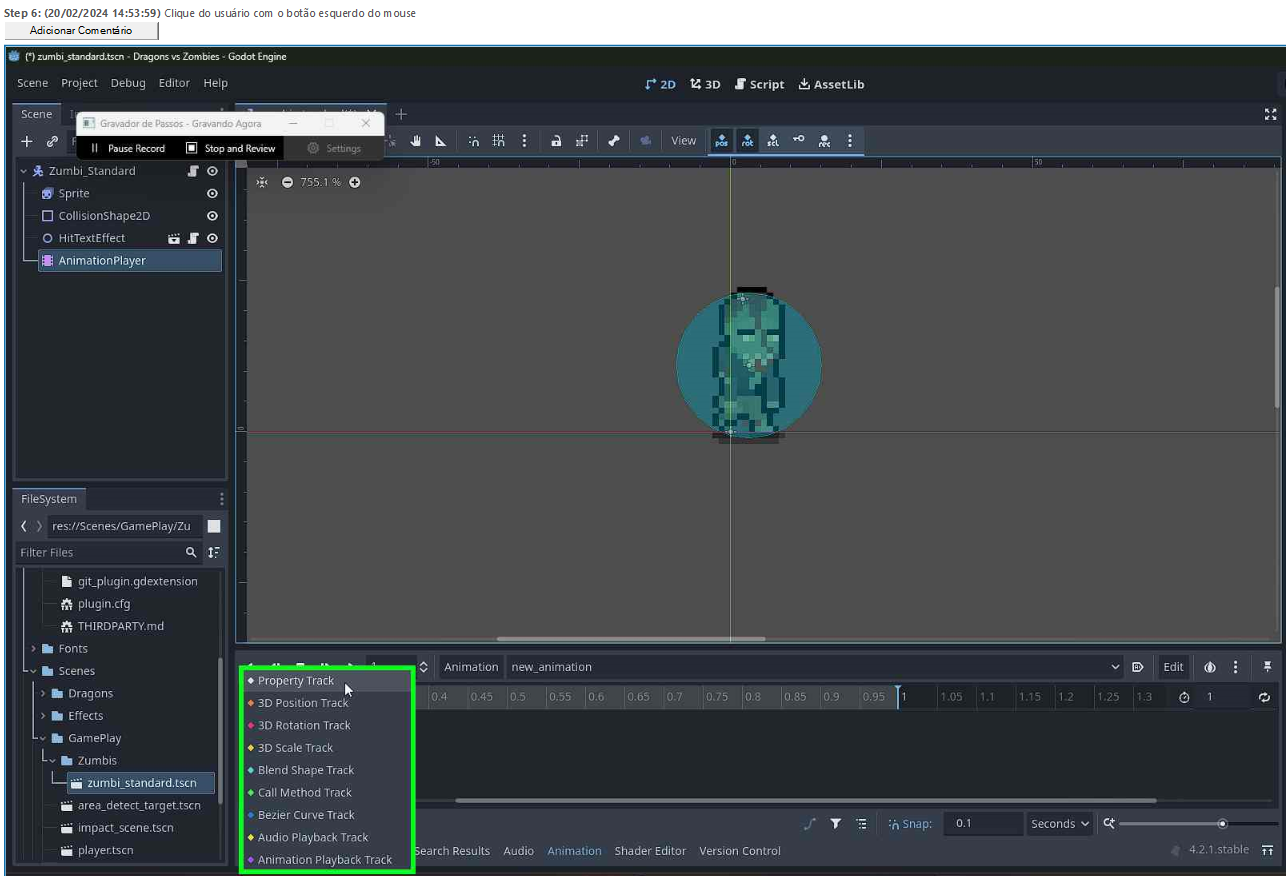 Step 6: (20/02/2024 14:53:59) Clique do usuário com o botão esquerdo do mouse
Adicionar Comentário
(*) zumbi_standard.tscn - Dragons vs Zombies - Godot Engine
Scene Project Debug Editor Help
2D 3D Script AssetLib
Scene
Gravador de Passos - Gravando Agora
Pause Record Stop and Review Settings
View pos rot scl rec
-50 0 50
755.1 %
Zumbi_Standard
Sprite
CollisionShape2D
HitTextEffect
AnimationPlayer
FileSystem
res://Scenes/GamePlay/Zu
Filter Files
git_plugin.gdextension
plugin.cfg
THIRDPARTY.md
Fonts
Scenes
Dragons
Effects
GamePlay
Zumbis
zumbi_standard.tscn
area_detect_target.tscn
impact_scene.tscn
player.tscn
Animation new_animation Edit
Property Track
3D Position Track
3D Rotation Track
3D Scale Track
Blend Shape Track
Call Method Track
Bezier Curve Track
Audio Playback Track
Animation Playback Track
0.4 0.45 0.5 0.55 0.6 0.65 0.7 0.75 0.8 0.85 0.9 0.95 1 1.05 1.1 1.15 1.2 1.25 1.3 1
Snap: 0.1 Seconds
Search Results Audio Animation Shader Editor Version Control 4.2.1.stable